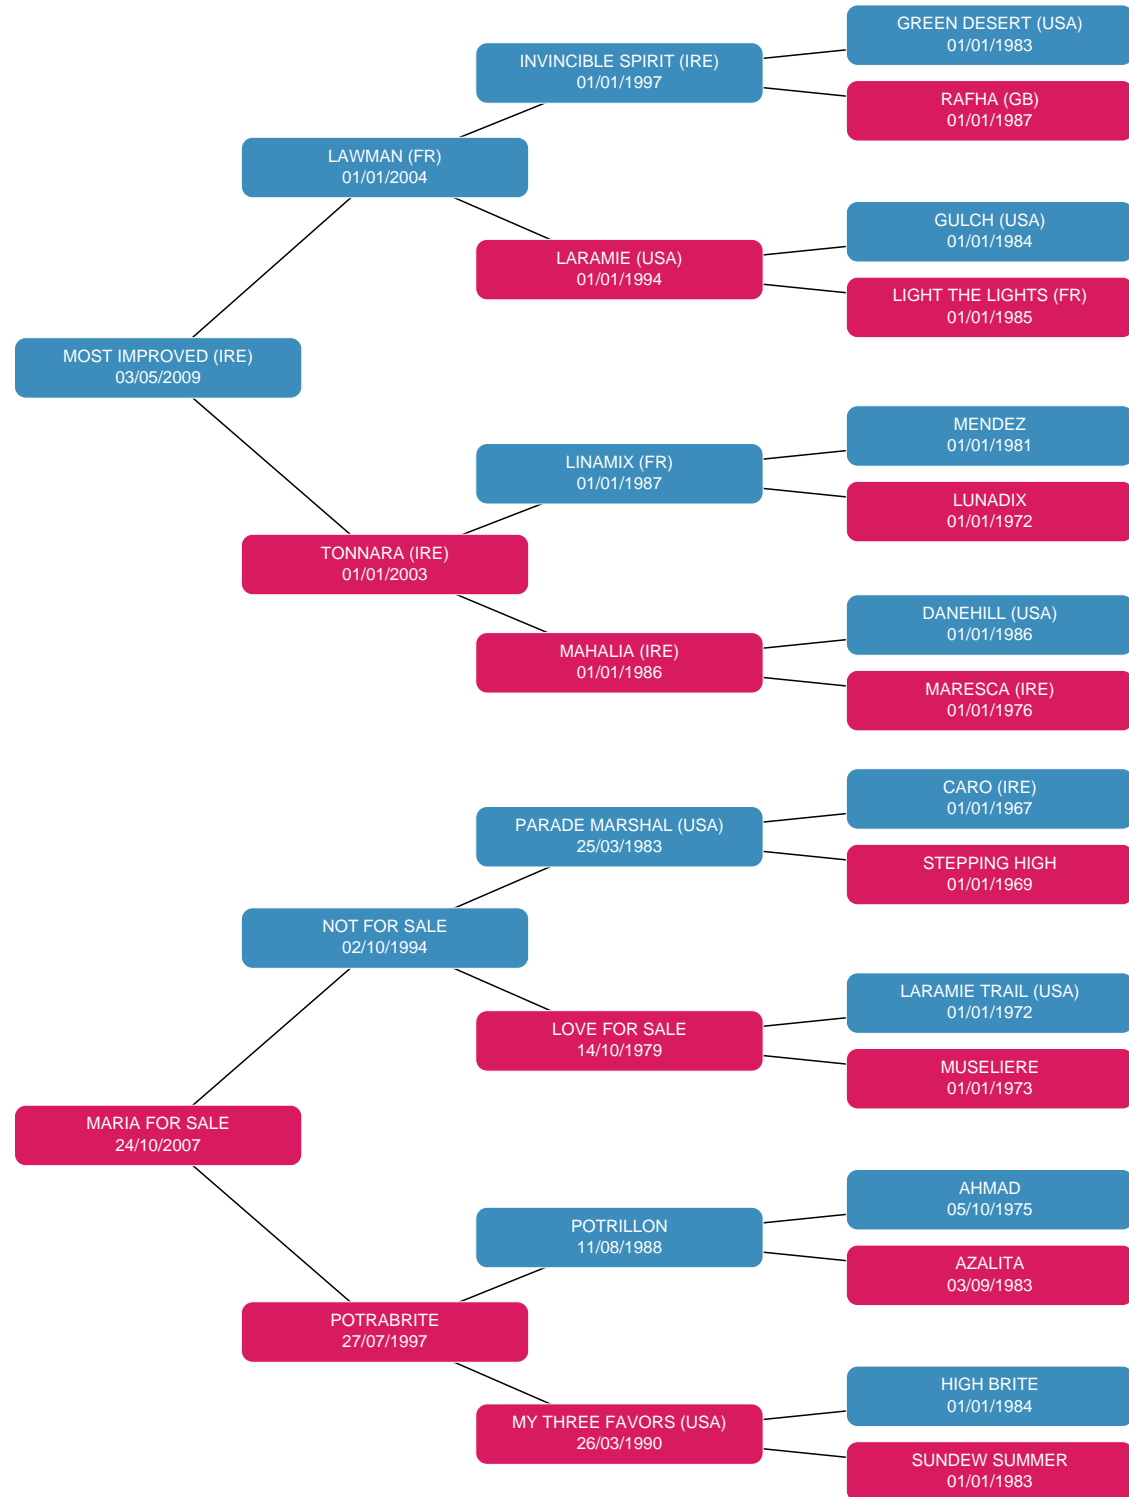 GREEN DESERT (USA)
01/01/1983
INVINCIBLE SPIRIT (IRE)
01/01/1997
RAFHA (GB)
01/01/1987
LAWMAN (FR)
01/01/2004
GULCH (USA)
01/01/1984
LARAMIE (USA)
01/01/1994
LIGHT THE LIGHTS (FR)
01/01/1985
MOST IMPROVED (IRE)
03/05/2009
MENDEZ
01/01/1981
LINAMIX (FR)
01/01/1987
LUNADIX
01/01/1972
TONNARA (IRE)
01/01/2003
DANEHILL (USA)
01/01/1986
MAHALIA (IRE)
01/01/1986
MARESCA (IRE)
01/01/1976
CARO (IRE)
01/01/1967
PARADE MARSHAL (USA)
25/03/1983
STEPPING HIGH
01/01/1969
NOT FOR SALE
02/10/1994
LARAMIE TRAIL (USA)
01/01/1972
LOVE FOR SALE
14/10/1979
MUSELIERE
01/01/1973
MARIA FOR SALE
24/10/2007
AHMAD
05/10/1975
POTRILLON
11/08/1988
AZALITA
03/09/1983
POTRABRITE
27/07/1997
HIGH BRITE
01/01/1984
MY THREE FAVORS (USA)
26/03/1990
SUNDEW SUMMER
01/01/1983